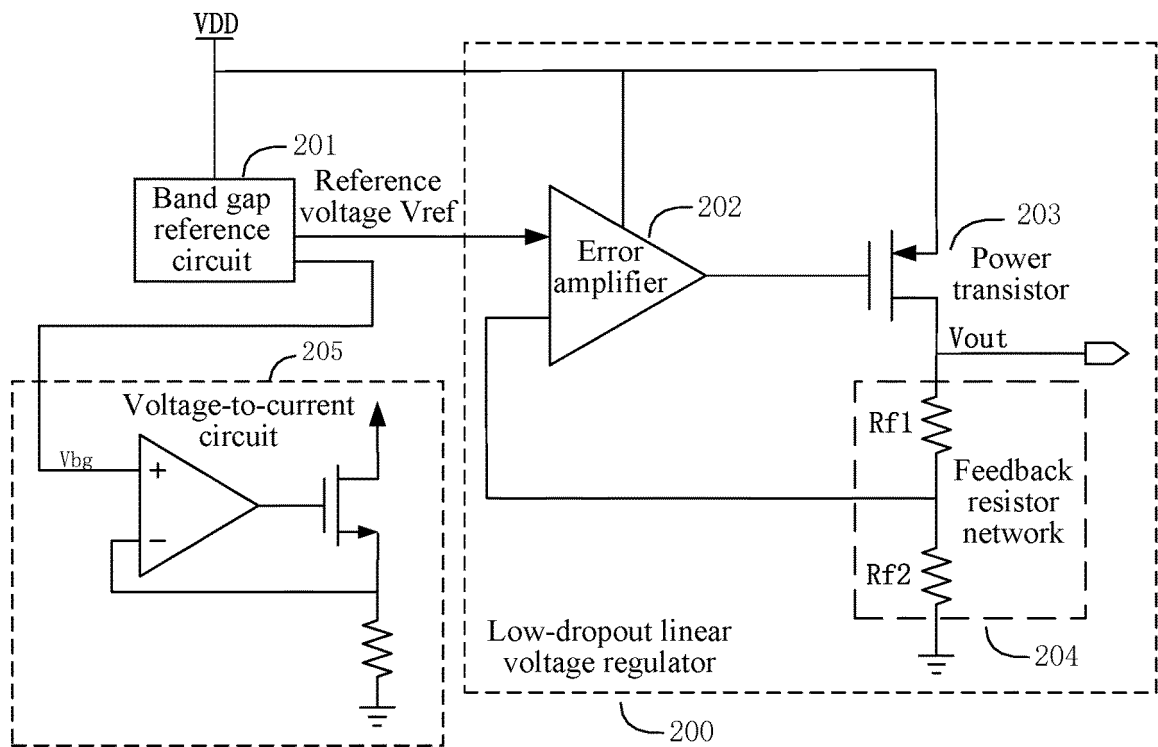 VDD
201
Band gap
reference
circuit
Reference
voltage Vref
Error
amplifier
202
203
Power
transistor
Vout
205
Voltage-to-current
circuit
Vbg
+
−
Rf1
Feedback
resistor
network
Rf2
204
Low-dropout linear
voltage regulator
200